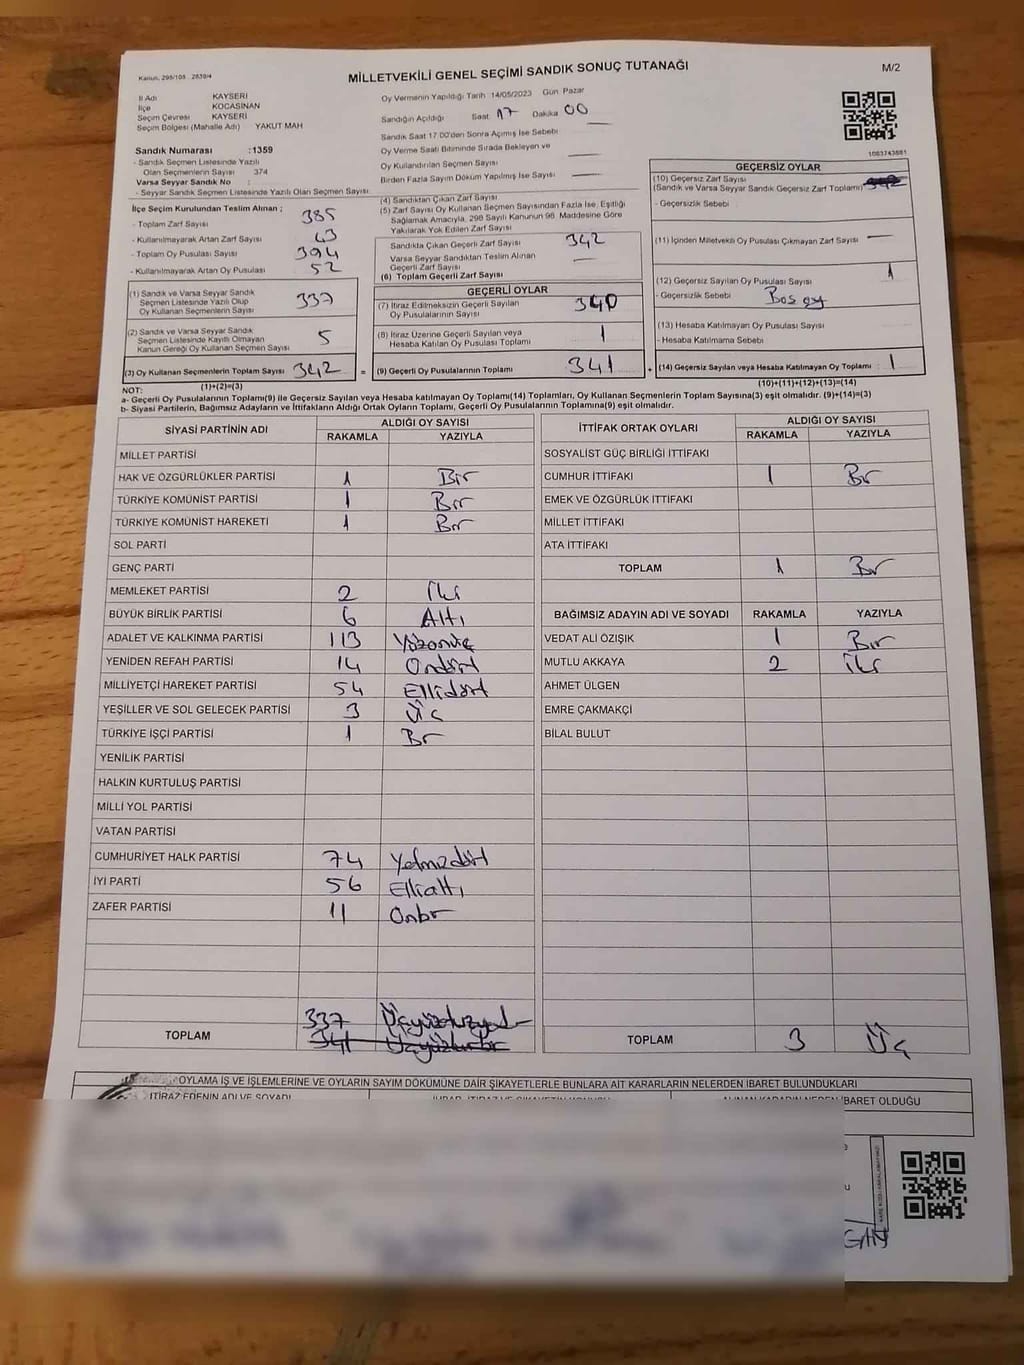 Kanun, 298/105 . 2839/4
MİLLETVEKİLİ GENEL SEÇİMİ SANDIK SONUÇ TUTANAĞI
M/2
İl Adı KAYSERİ
İlçe KOCASİNAN
Seçim Çevresi KAYSERİ
Seçim Bölgesi (Mahalle Adı) YAKUT MAH
Sandık Numarası :1359
- Sandık Seçmen Listesinde Yazılı
Olan Seçmenlerin Sayısı 374
Varsa Seyyar Sandık No :
- Seyyar Sandık Seçmen Listesinde Yazılı Olan Seçmen Sayısı
Oy Vermenin Yapıldığı Tarih 14/05/2023 Gün Pazar
Sandığın Açıldığı Saat 17 Dakika 00
Sandık Saat 17.00'den Sonra Açımış İse Sebebi
Oy Verme Saati Bitiminde Sırada Bekleyen ve
Oy Kullandırılan Seçmen Sayısı
Birden Fazla Sayım Döküm Yapılmış İse Sayısı
1083743881
İlçe Seçim Kurulundan Teslim Alınan ;
- Toplam Zarf Sayısı 385
- Kullanılmayarak Artan Zarf Sayısı 43
- Toplam Oy Pusulası Sayısı 394
- Kullanılmayarak Artan Oy Pusulası 52
(1) Sandık ve Varsa Seyyar Sandık
Seçmen Listesinde Yazılı Olup
Oy Kullanan Seçmenlerin Sayısı 337
(2) Sandık ve Varsa Seyyar Sandık
Seçmen Listesinde Kayıtlı Olmayan
Kanun Gereği Oy Kullanan Seçmen Sayısı 5
(3) Oy Kullanan Seçmenlerin Toplam Sayısı 342
(4) Sandıktan Çıkan Zarf Sayısı
(5) Zarf Sayısı Oy Kullanan Seçmen Sayısından Fazla İse, Eşitliği
Sağlamak Amacıyla, 298 Sayılı Kanunun 98. Maddesine Göre
Yakılarak Yok Edilen Zarf Sayısı
Sandıkta Çıkan Geçerli Zarf Sayısı 342
Varsa Seyyar Sandıktan Teslim Alınan
Geçerli Zarf Sayısı
(6) Toplam Geçerli Zarf Sayısı
GEÇERLİ OYLAR
(7) İtiraz Edilmeksizin Geçerli Sayılan
Oy Pusulalarının Sayısı 340
(8) İtiraz Üzerine Geçerli Sayılan veya
Hesaba Katılan Oy Pusulası Toplamı 1
= (9) Geçerli Oy Pusulalarının Toplamı 341
GEÇERSİZ OYLAR
(10) Geçersiz Zarf Sayısı
(Sandık ve Varsa Seyyar Sandık Geçersiz Zarf Toplamı)
- Geçersizlik Sebebi
(11) İçinden Milletvekili Oy Pusulası Çıkmayan Zarf Sayısı
(12) Geçersiz Sayılan Oy Pusulası Sayısı 1
- Geçersizlik Sebebi Boş oy
(13) Hesaba Katılmayan Oy Pusulası Sayısı
- Hesaba Katılmama Sebebi
+ (14) Geçersiz Sayılan veya Hesaba Katılmayan Oy Toplamı 1
NOT: (1)+(2)=(3) (10)+(11)+(12)+(13)=(14)
a- Geçerli Oy Pusulalarının Toplamı(9) ile Geçersiz Sayılan veya Hesaba katılmayan Oy Toplamı(14) Toplamları, Oy Kullanan Seçmenlerin Toplam Sayısına(3) eşit olmalıdır. (9)+(14)=(3)
b- Siyasi Partilerin, Bağımsız Adayların ve İttifakların Aldığı Ortak Oyların Toplamı, Geçerli Oy Pusulalarının Toplamına(9) eşit olmalıdır.
SİYASİ PARTİNİN ADI ALDIĞI OY SAYISI
RAKAMLA YAZIYLA
MİLLET PARTİSİ
HAK VE ÖZGÜRLÜKLER PARTİSİ 1 Bir
TÜRKİYE KOMÜNİST PARTİSİ 1 Bir
TÜRKİYE KOMÜNİST HAREKETİ 1 Bir
SOL PARTİ
GENÇ PARTİ
MEMLEKET PARTİSİ 2 İki
BÜYÜK BİRLİK PARTİSİ 6 Altı
ADALET VE KALKINMA PARTİSİ 113 Yüzonüç
YENİDEN REFAH PARTİSİ 14 Ondört
MİLLİYETÇİ HAREKET PARTİSİ 54 Ellidört
YEŞİLLER VE SOL GELECEK PARTİSİ 3 Üç
TÜRKİYE İŞÇİ PARTİSİ 1 Bir
YENİLİK PARTİSİ
HALKIN KURTULUŞ PARTİSİ
MİLLİ YOL PARTİSİ
VATAN PARTİSİ
CUMHURİYET HALK PARTİSİ 74 Yetmişdört
İYİ PARTİ 56 Ellialtı
ZAFER PARTİSİ 11 Onbir
337 Üçyüzotuzyedi
TOPLAM 341 Üçyüzkırkbir
İTTİFAK ORTAK OYLARI ALDIĞI OY SAYISI
RAKAMLA YAZIYLA
SOSYALİST GÜÇ BİRLİĞİ İTTİFAKI
CUMHUR İTTİFAKI 1 Bir
EMEK VE ÖZGÜRLÜK İTTİFAKI
MİLLET İTTİFAKI
ATA İTTİFAKI
TOPLAM 1 Bir
BAĞIMSIZ ADAYIN ADI VE SOYADI RAKAMLA YAZIYLA
VEDAT ALİ ÖZIŞIK 1 Bir
MUTLU AKKAYA 2 İki
AHMET ÜLGEN
EMRE ÇAKMAKÇİ
BİLAL BULUT
TOPLAM 3 Üç
OYLAMA İŞ VE İŞLEMLERİNE VE OYLARIN SAYIM DÖKÜMÜNE DAİR ŞİKAYETLERLE BUNLARA AİT KARARLARIN NELERDEN İBARET BULUNDUKLARI
İTİRAZ EDENİN ADI VE SOYADI